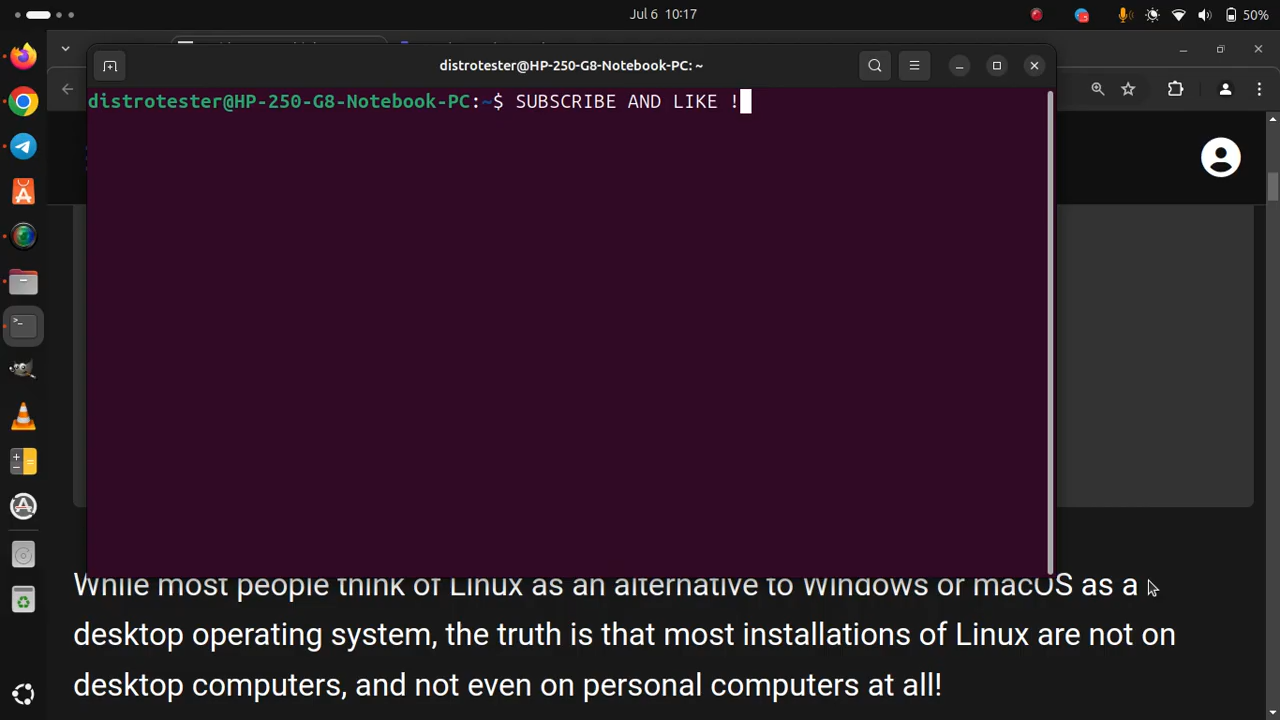 Jul 6 10:17
50%
distrotester@HP-250-G8-Notebook-PC: ~
distrotester@HP-250-G8-Notebook-PC:~$ SUBSCRIBE AND LIKE !
While most people think of Linux as an alternative to Windows or macOS as a
desktop operating system, the truth is that most installations of Linux are not on
desktop computers, and not even on personal computers at all!